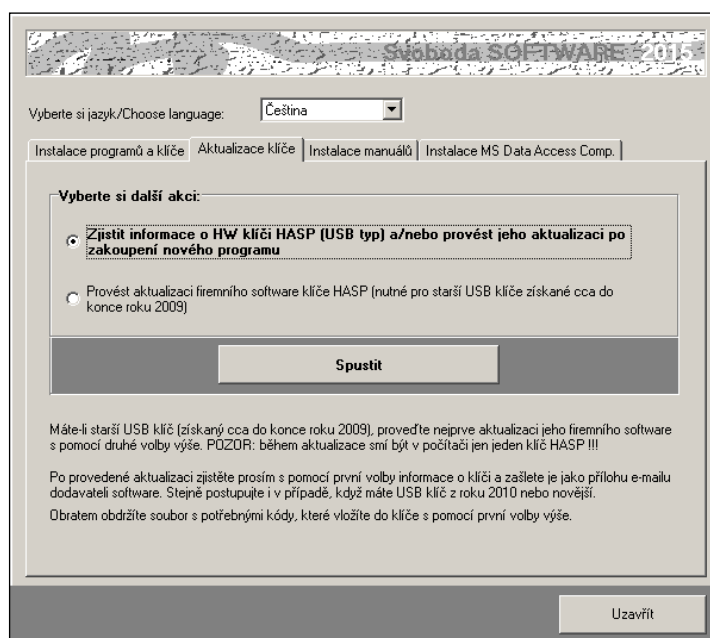 Svoboda SOFTWARE 2015
Vyberte si jazyk/Choose language:
Čeština
Instalace programů a klíče
Aktualizace klíče
Instalace manuálů
Instalace MS Data Access Comp.
Vyberte si další akci:
Zjistit informace o HW klíči HASP (USB typ) a/nebo provést jeho aktualizaci po
zakoupení nového programu
Provést aktualizaci firemního software klíče HASP (nutné pro starší USB klíče získané cca do
konce roku 2009)
Spustit
Máte-li starší USB klíč (získaný cca do konce roku 2009), proveďte nejprve aktualizaci jeho firemního software
s pomocí druhé volby výše. POZOR: během aktualizace smí být v počítači jen jeden klíč HASP !!!
Po provedené aktualizaci zjistěte prosím s pomocí první volby informace o klíči a zašlete je jako přílohu e-mailu
dodavateli software. Stejně postupujte i v případě, když máte USB klíč z roku 2010 nebo novější.
Obratem obdržíte soubor s potřebnými kódy, které vložíte do klíče s pomocí první volby výše.
Uzavřít